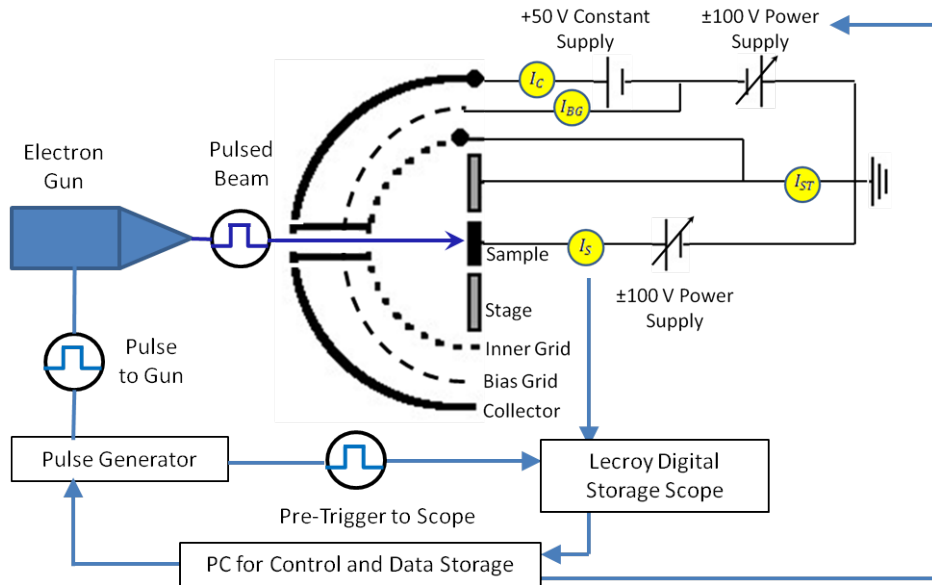 +50 V Constant
Supply
±100 V Power
Supply
I_C
I_BG
Electron
Gun
Pulsed
Beam
I_ST
Sample
I_S
±100 V Power
Supply
Stage
Inner Grid
Bias Grid
Collector
Pulse
to Gun
Pulse Generator
Pre-Trigger to Scope
Lecroy Digital
Storage Scope
PC for Control and Data Storage